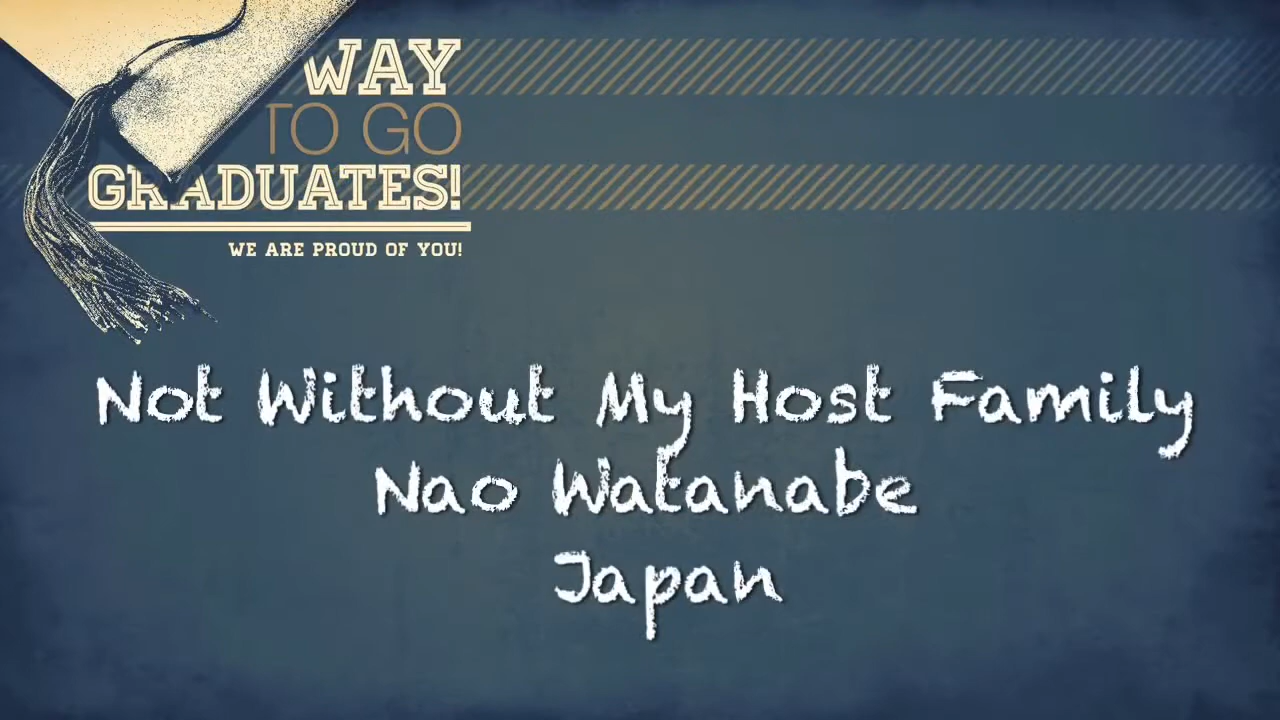 WAY
TO GO
GRADUATES!
WE ARE PROUD OF YOU!
Not Without My Host Family
Nao Watanabe
Japan